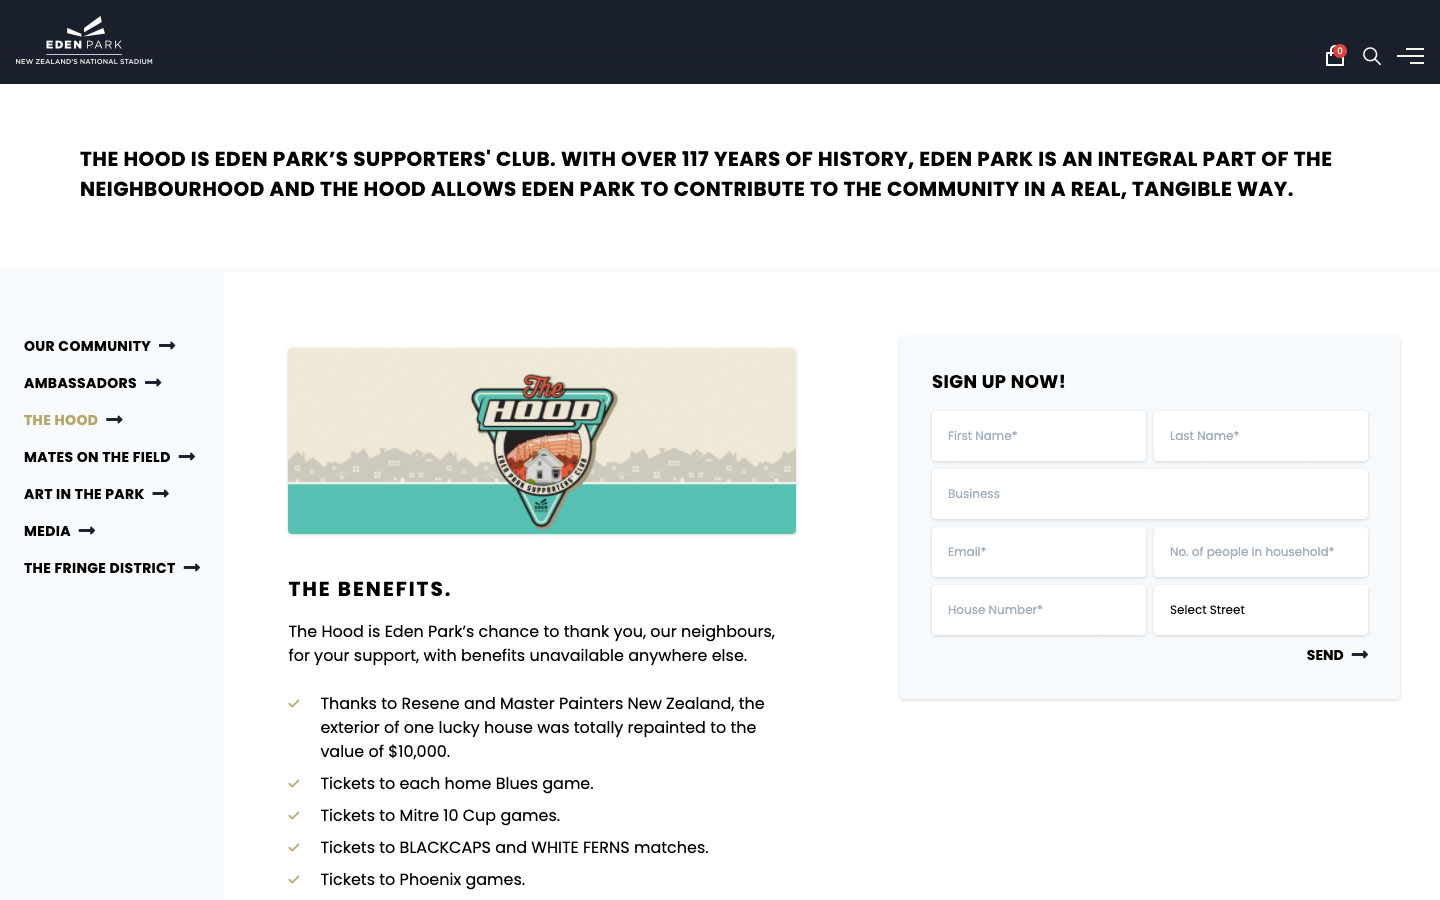 EDEN PARK
NEW ZEALAND'S NATIONAL STADIUM
0
THE HOOD IS EDEN PARK’S SUPPORTERS' CLUB. WITH OVER 117 YEARS OF HISTORY, EDEN PARK IS AN INTEGRAL PART OF THE
NEIGHBOURHOOD AND THE HOOD ALLOWS EDEN PARK TO CONTRIBUTE TO THE COMMUNITY IN A REAL, TANGIBLE WAY.
OUR COMMUNITY
AMBASSADORS
THE HOOD
MATES ON THE FIELD
ART IN THE PARK
MEDIA
THE FRINGE DISTRICT
The
HOOD
EDEN PARK SUPPORTERS' CLUB
EDEN PARK
THE BENEFITS.
The Hood is Eden Park’s chance to thank you, our neighbours,
for your support, with benefits unavailable anywhere else.
Thanks to Resene and Master Painters New Zealand, the
exterior of one lucky house was totally repainted to the
value of $10,000.
Tickets to each home Blues game.
Tickets to Mitre 10 Cup games.
Tickets to BLACKCAPS and WHITE FERNS matches.
Tickets to Phoenix games.
SIGN UP NOW!
First Name*
Last Name*
Business
Email*
No. of people in household*
House Number*
Select Street
SEND